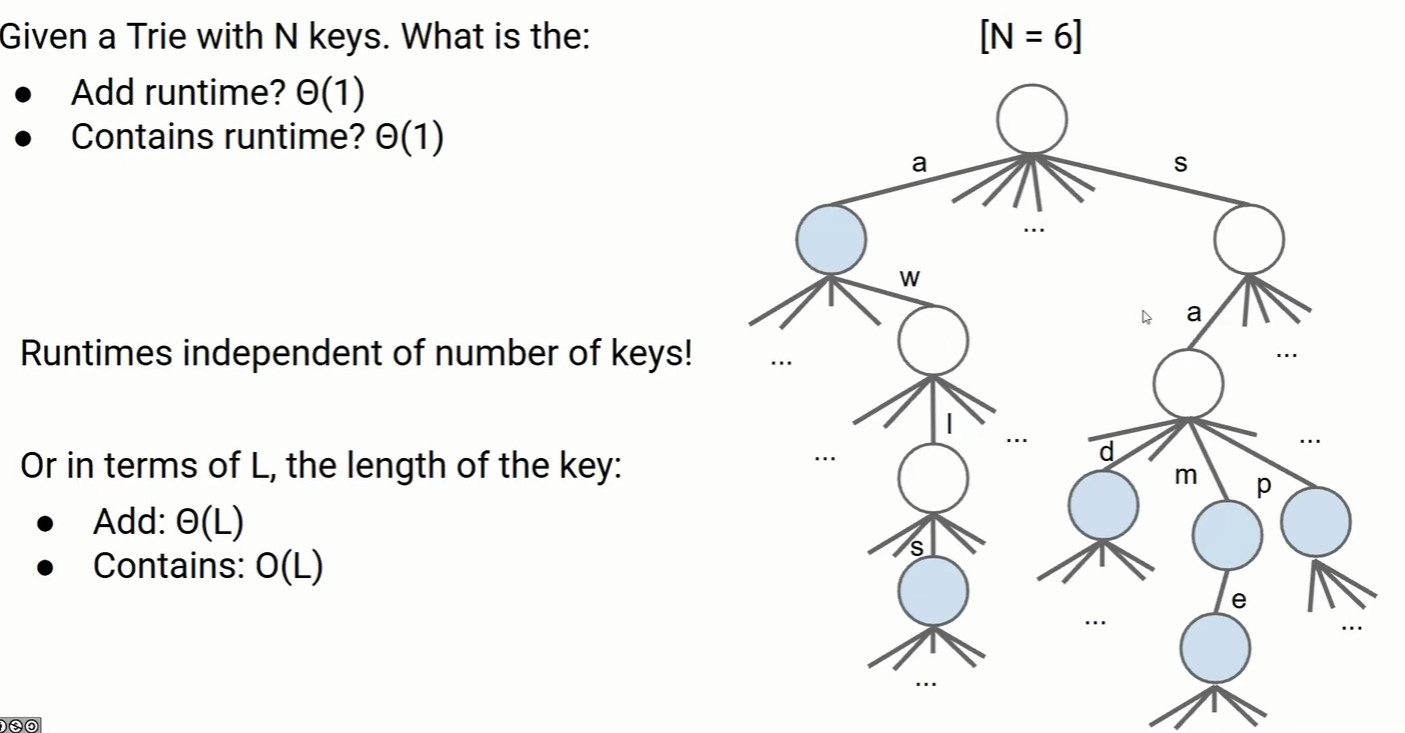 Given a Trie with N keys. What is the:
● Add runtime? Θ(1)
● Contains runtime? Θ(1)
Runtimes independent of number of keys!
Or in terms of L, the length of the key:
● Add: Θ(L)
● Contains: O(L)
[N = 6]
a
s
...
w
a
...
...
l
...
...
...
d
m
p
s
e
...
...
...